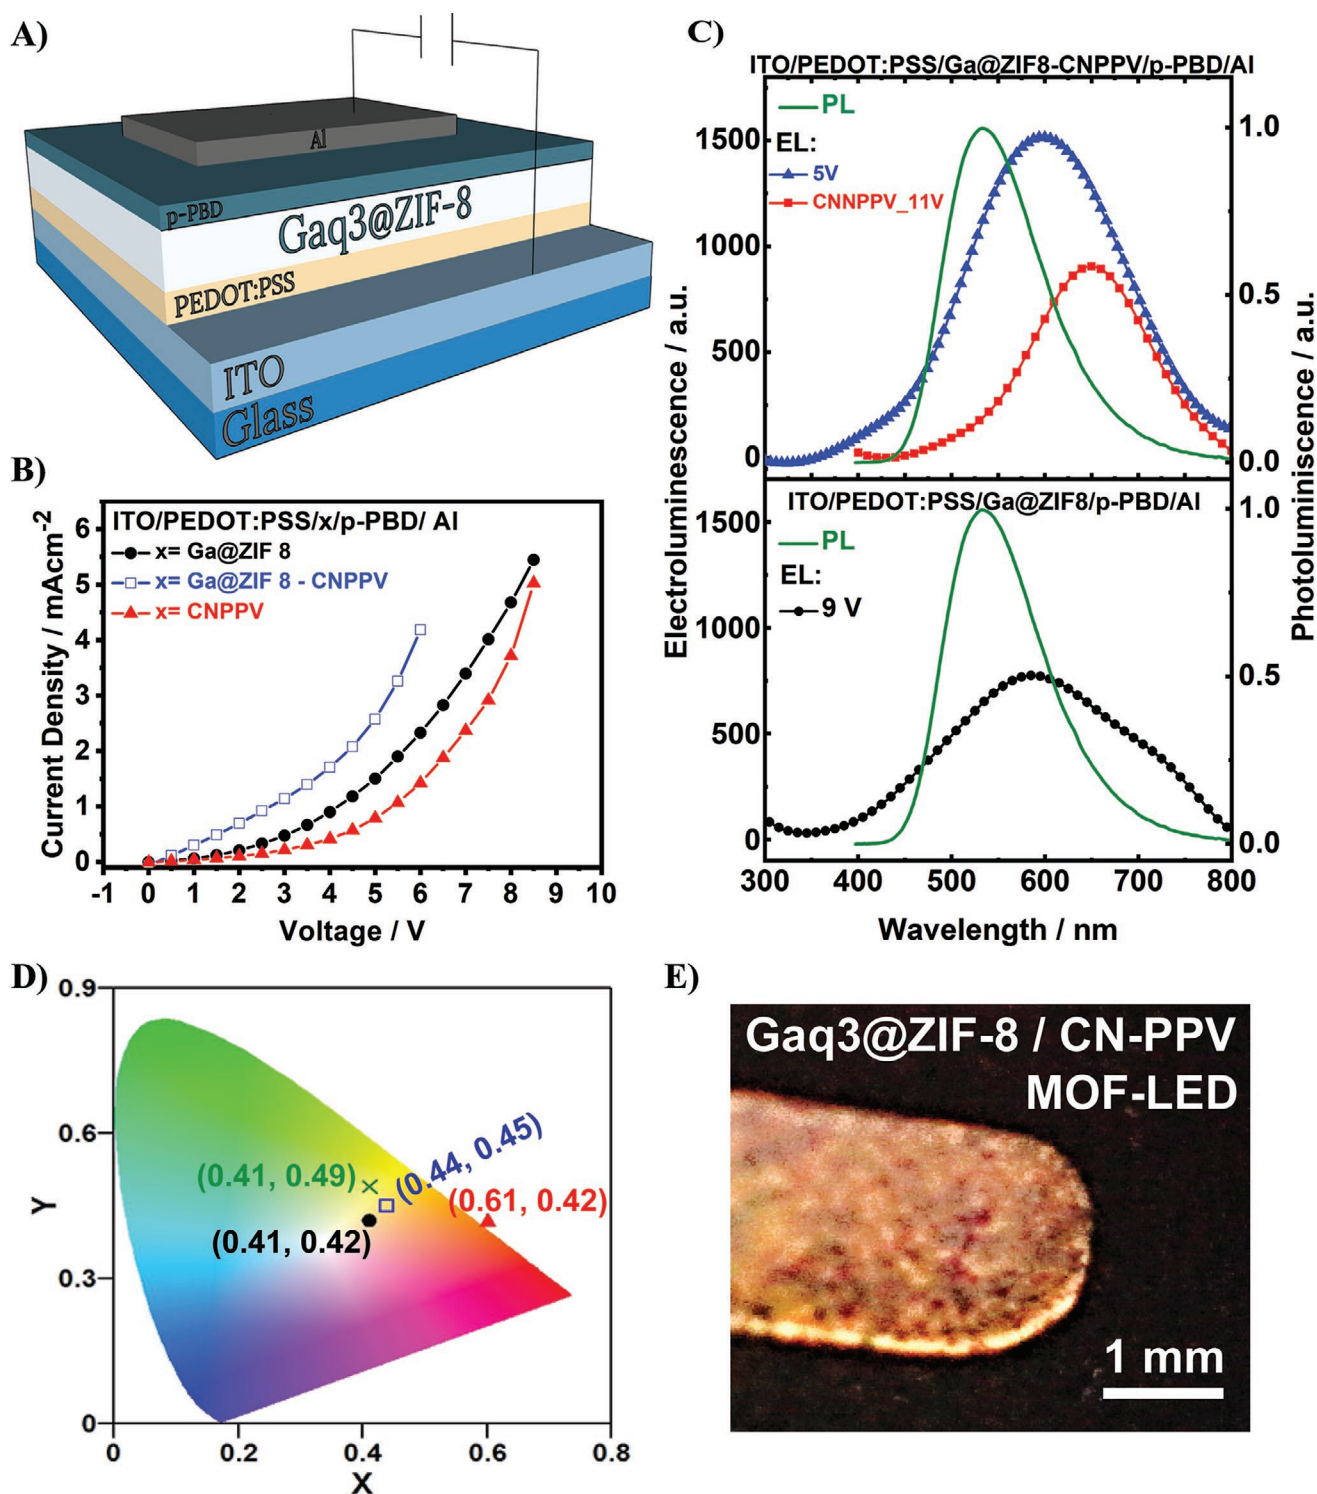 A)
Al
p-PBD
Gaq3@ZIF-8
PEDOT:PSS
ITO
Glass
B)
ITO/PEDOT:PSS/x/p-PBD/ Al
x= Ga@ZIF 8
x= Ga@ZIF 8 - CNPPV
x= CNPPV
Current Density / mAcm-2
6
5
4
3
2
1
0
-1 0 1 2 3 4 5 6 7 8 9 10
Voltage / V
C)
ITO/PEDOT:PSS/Ga@ZIF8-CNPPV/p-PBD/Al
PL
EL:
5V
CNNPPV_11V
1500
1000
500
0
1.0
0.5
0.0
Electroluminescence / a.u.
Photoluminiscence / a.u.
ITO/PEDOT:PSS/Ga@ZIF8/p-PBD/Al
PL
EL:
9 V
1500
1000
500
0
1.0
0.5
0.0
300 400 500 600 700 800
Wavelength / nm
D)
0.9
0.6
0.3
0
Y
(0.41, 0.49)
(0.44, 0.45)
(0.61, 0.42)
(0.41, 0.42)
0 0.2 0.4 0.6 0.8
X
E)
Gaq3@ZIF-8 / CN-PPV
MOF-LED
1 mm